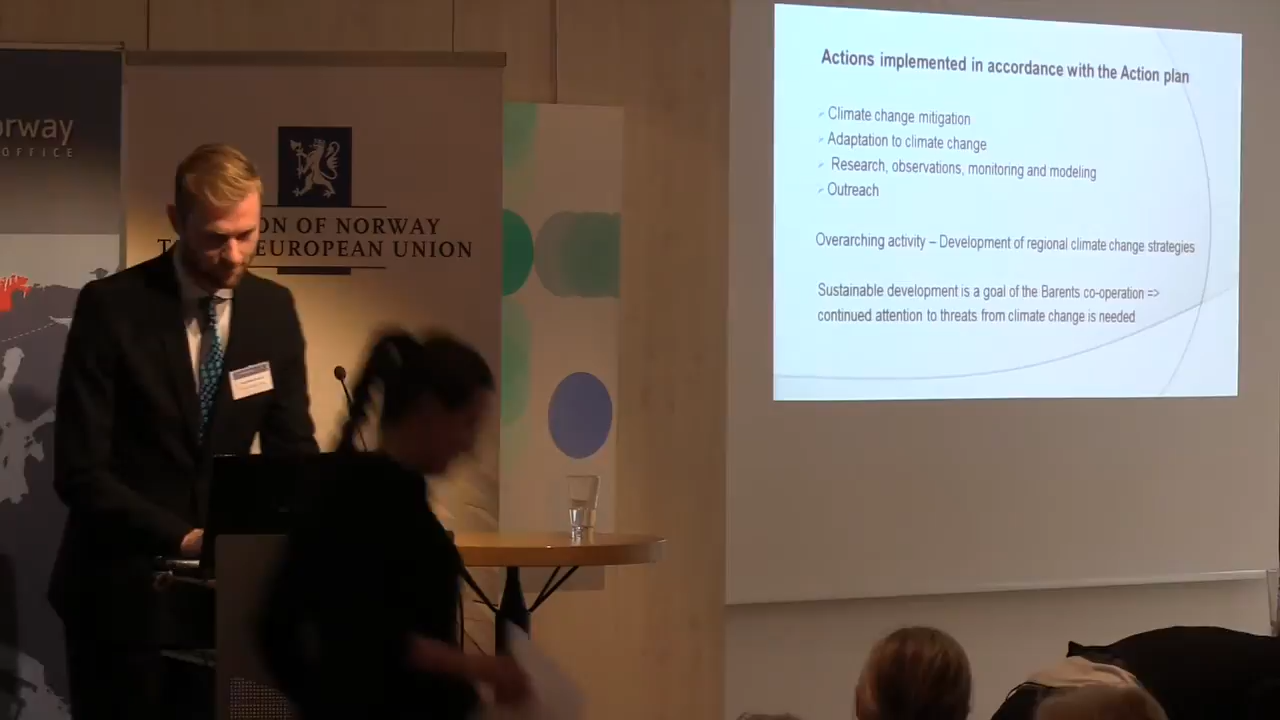 orway
OFFICE
ON OF NORWAY
EUROPEAN UNION
Actions implemented in accordance with the Action plan
Climate change mitigation
Adaptation to climate change
Research, observations, monitoring and modeling
Outreach
Overarching activity – Development of regional climate change strategies
Sustainable development is a goal of the Barents co-operation =>
continued attention to threats from climate change is needed